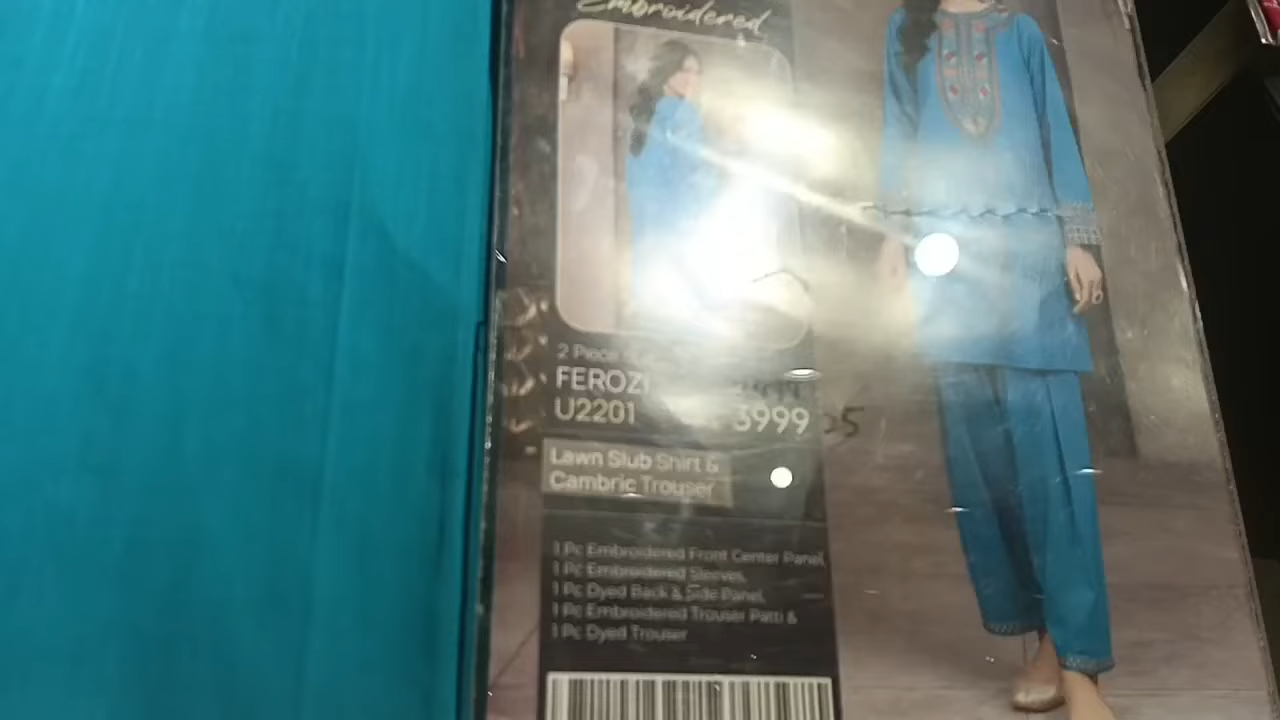 Embroidered
2 Piece
FEROZI
U2201
3999
Lawn Slub Shirt &
Cambric Trouser
1 Pc Embroidered Front Center Panel,
1 Pc Embroidered Sleeves,
1 Pc Dyed Back & Side Panel,
1 Pc Embroidered Trouser Patti &
1 Pc Dyed Trouser